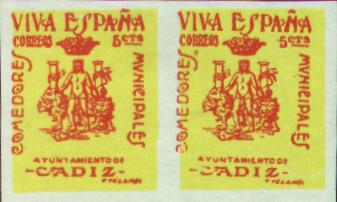 VIVA ESPAÑA
CORREOS 5 CTS
COMEDORES
MUNICIPALES
AYUNTAMIENTO DE
-CADIZ-
VIVA ESPAÑA
CORREOS 5 CTS
COMEDORES
MUNICIPALES
AYUNTAMIENTO DE
-CADIZ-